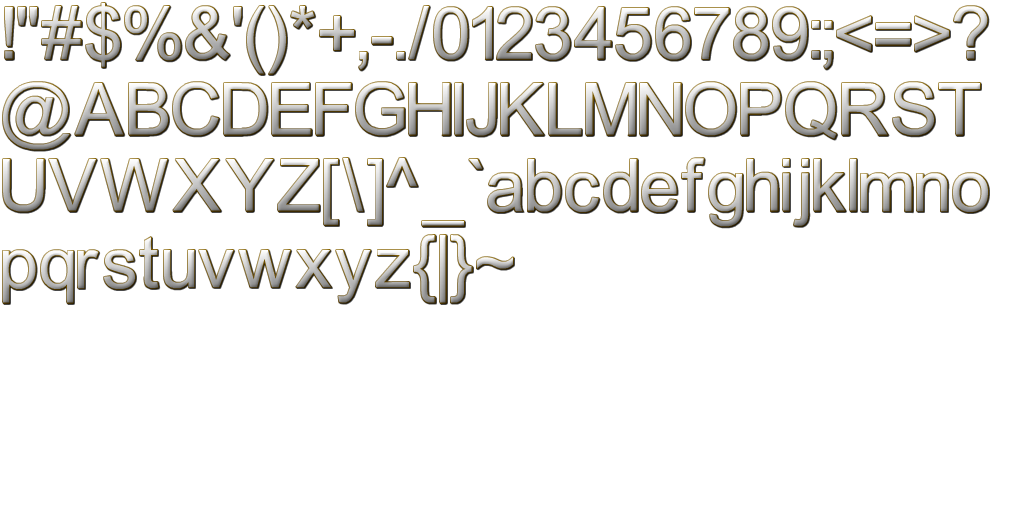 !"#$%&'()*+,-./0123456789:;<=>?
@ABCDEFGHIJKLMNOPQRST
UVWXYZ[\]^_`abcdefghijklmno
pqrstuvwxyz{|}~